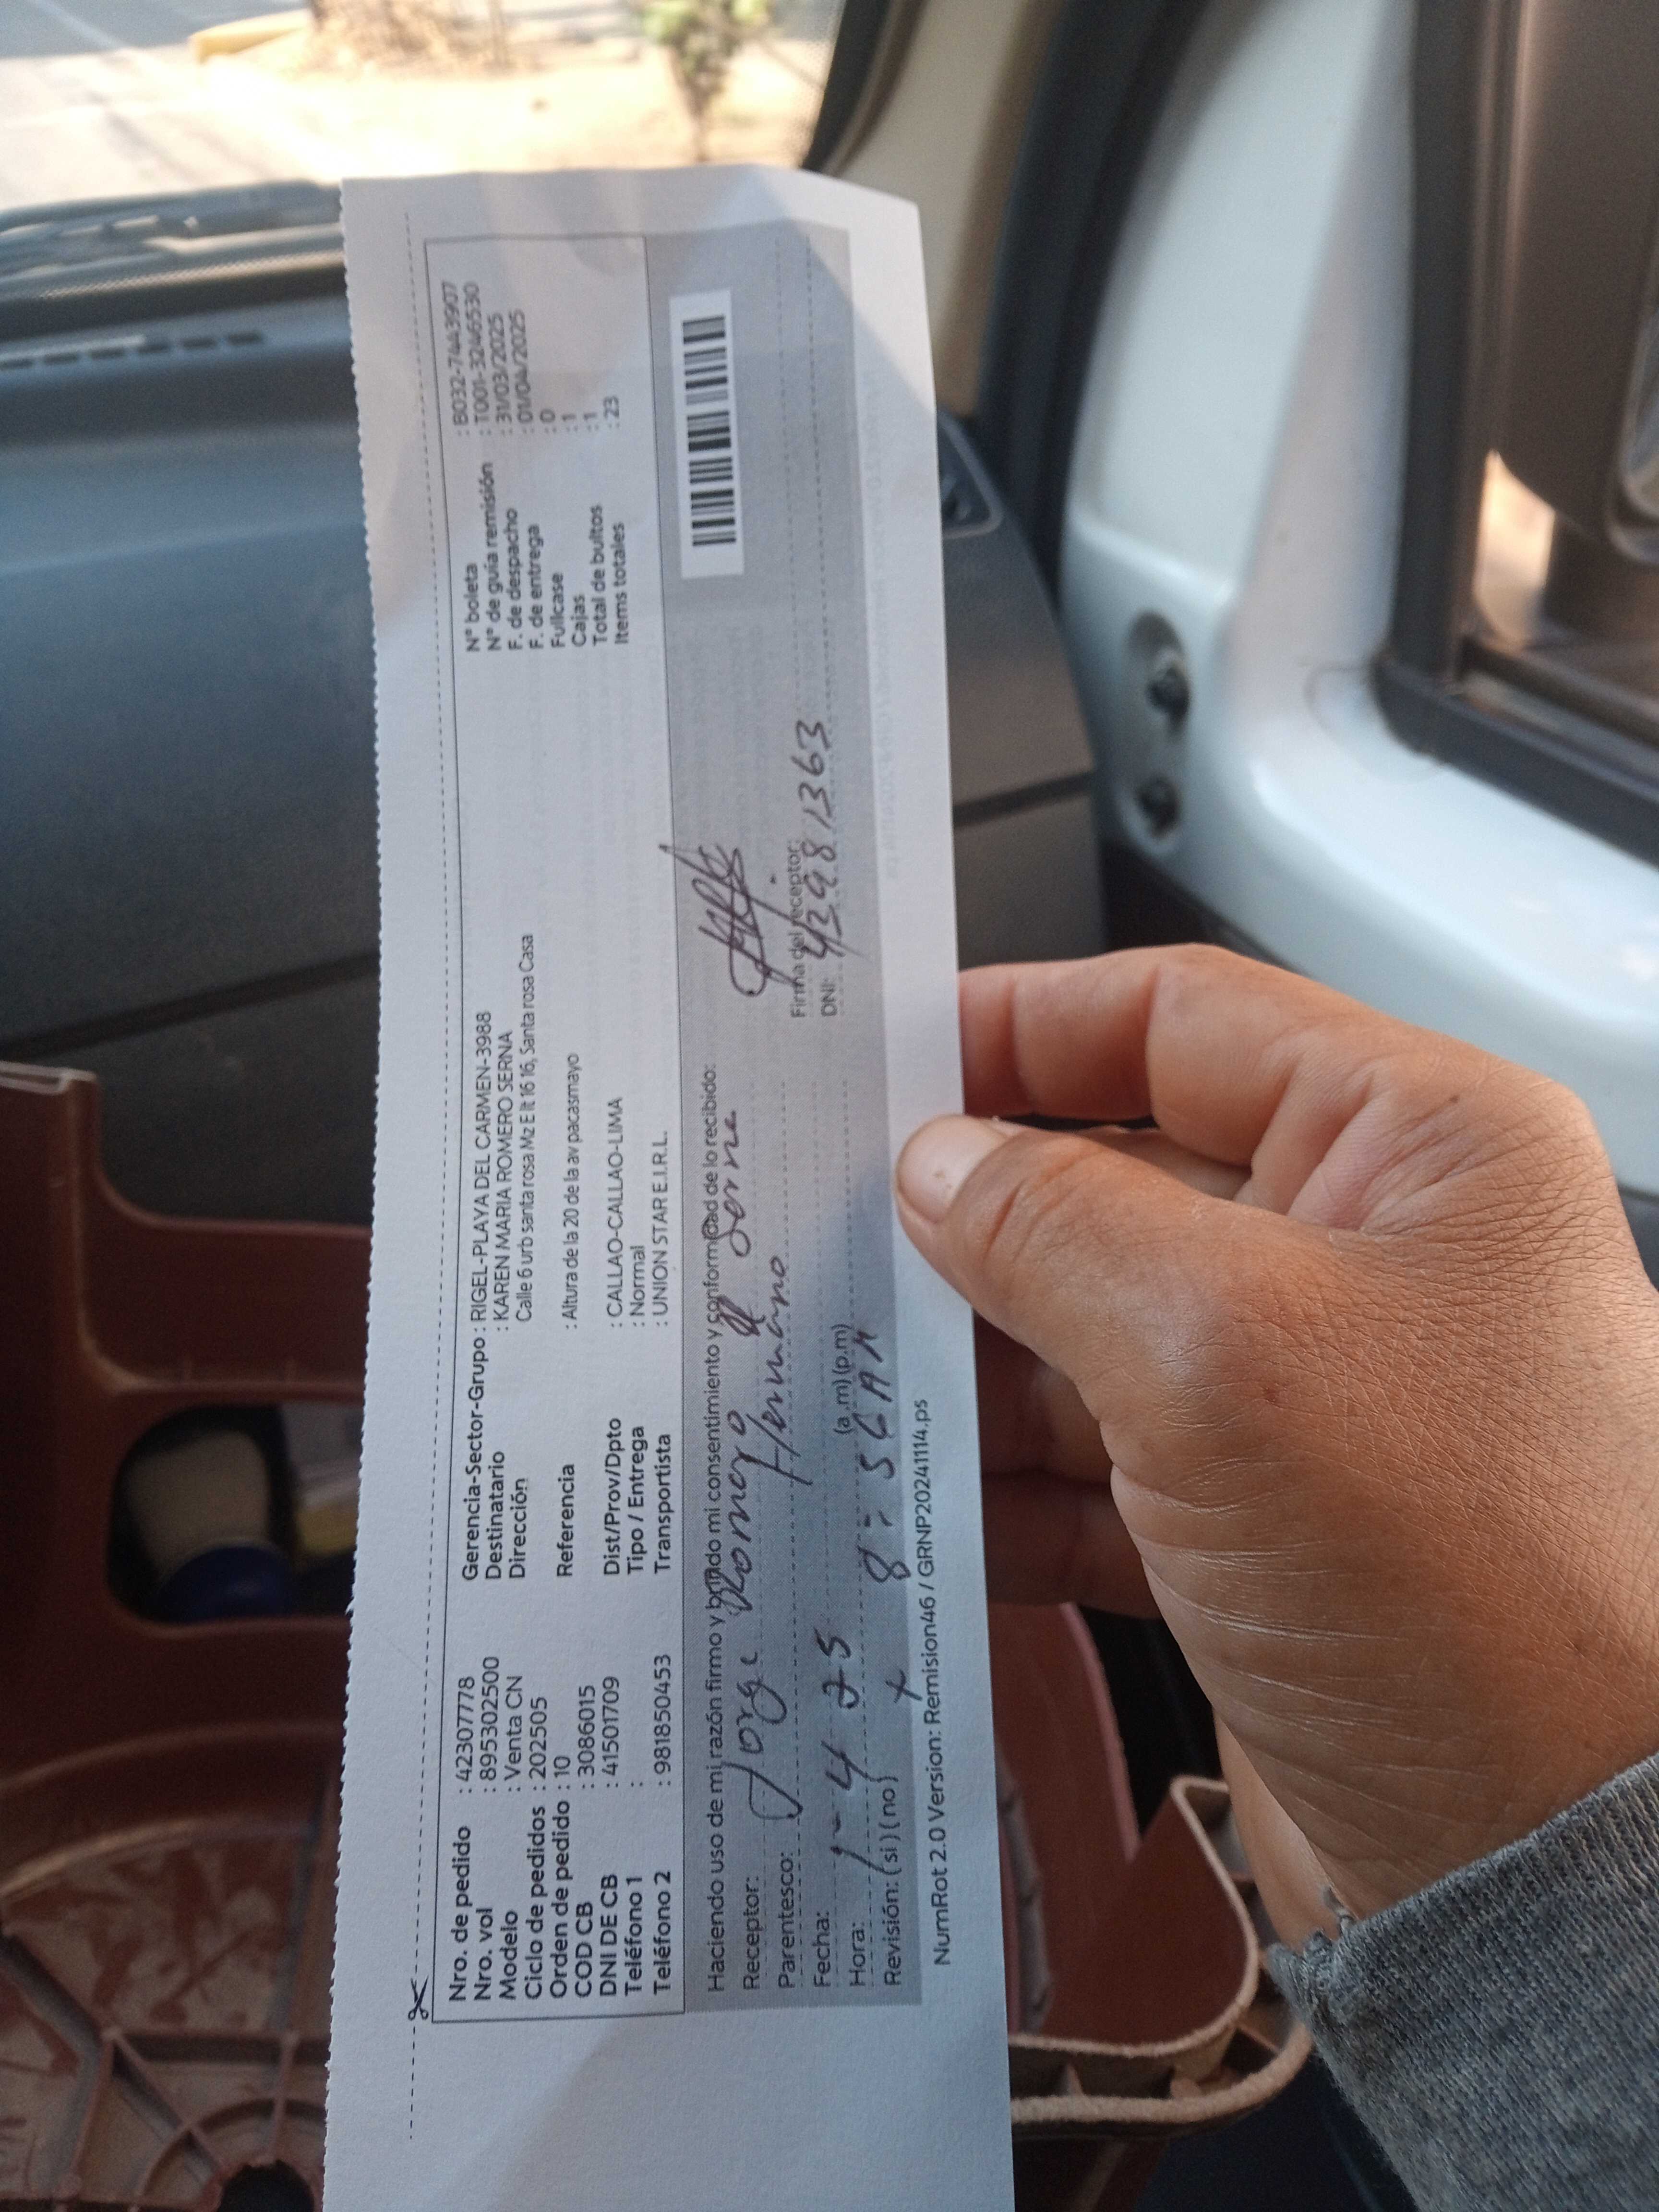 Nro. de pedido : 42307778
Nro. vol : 895302500
Modelo : Venta CN
Ciclo de pedidos : 202505
Orden de pedido : 10
COD CB : 3086015
DNI DE CB : 41501709
Teléfono 1 :
Teléfono 2 : 981850453
Gerencia-Sector-Grupo : RIGEL-PLAYA DEL CARMEN-3988
Destinatario : KAREN MARIA ROMERO SERNA
Dirección Calle 6 urb santa rosa Mz E lt 16 16, Santa rosa Casa
Referencia : Altura de la 20 de la av pacasmayo
Dist/Prov/Dpto : CALLAO-CALLAO-LIMA
Tipo / Entrega : Normal
Transportista : UNION STAR E.I.R.L.
N° boleta : B032-7443907
N° de guía remisión : T001-32446530
F. de despacho : 31/03/2025
F. de entrega : 01/04/2025
Fullcase : 0
Cajas : 1
Total de bultos : 1
Items totales : 23
Haciendo uso de mi razón firmo y brindo mi consentimiento y conformidad de lo recibido:
Receptor: Jorge Romero Serna
Parentesco: Hermano
Firma del receptor:
Fecha: 1-4 25
DNI: 43981363
Hora: 8:56 AM (a.m) (p.m)
Revisión: (si) (no) x
NumRot 2.0 Version: Remision46 / GRNP20241114.ps